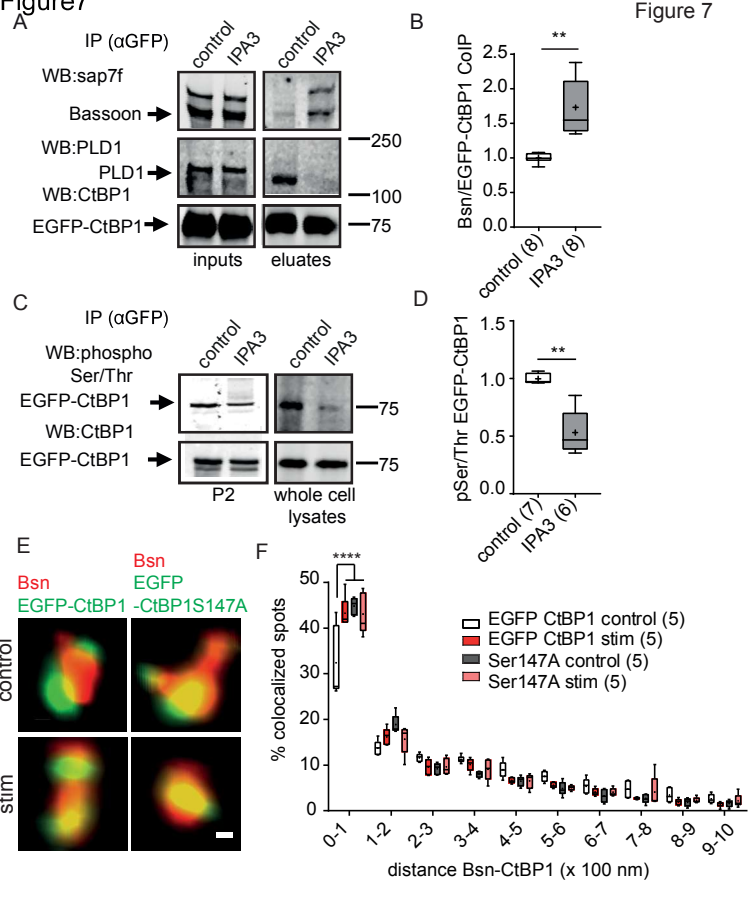 Figure7
Figure 7
A
IP (αGFP)
control
IPA3
control
IPA3
WB:sap7f
Bassoon
WB:PLD1
250
PLD1
WB:CtBP1
100
EGFP-CtBP1
75
inputs
eluates
B
**
Bsn/EGFP-CtBP1 CoIP
2.5
2.0
1.5
1.0
0.5
0.0
control (8)
IPA3 (8)
C
IP (αGFP)
control
IPA3
control
IPA3
WB:phospho
Ser/Thr
EGFP-CtBP1
75
WB:CtBP1
EGFP-CtBP1
75
P2
whole cell
lysates
D
**
pSer/Thr EGFP-CtBP1
1.5
1.0
0.5
0.0
control (7)
IPA3 (6)
E
Bsn
EGFP-CtBP1
Bsn
EGFP
-CtBP1S147A
control
stim
F
****
% colocalized spots
50
40
30
20
10
0
EGFP CtBP1 control (5)
EGFP CtBP1 stim (5)
Ser147A control (5)
Ser147A stim (5)
0-1
1-2
2-3
3-4
4-5
5-6
6-7
7-8
8-9
9-10
distance Bsn-CtBP1 (x 100 nm)